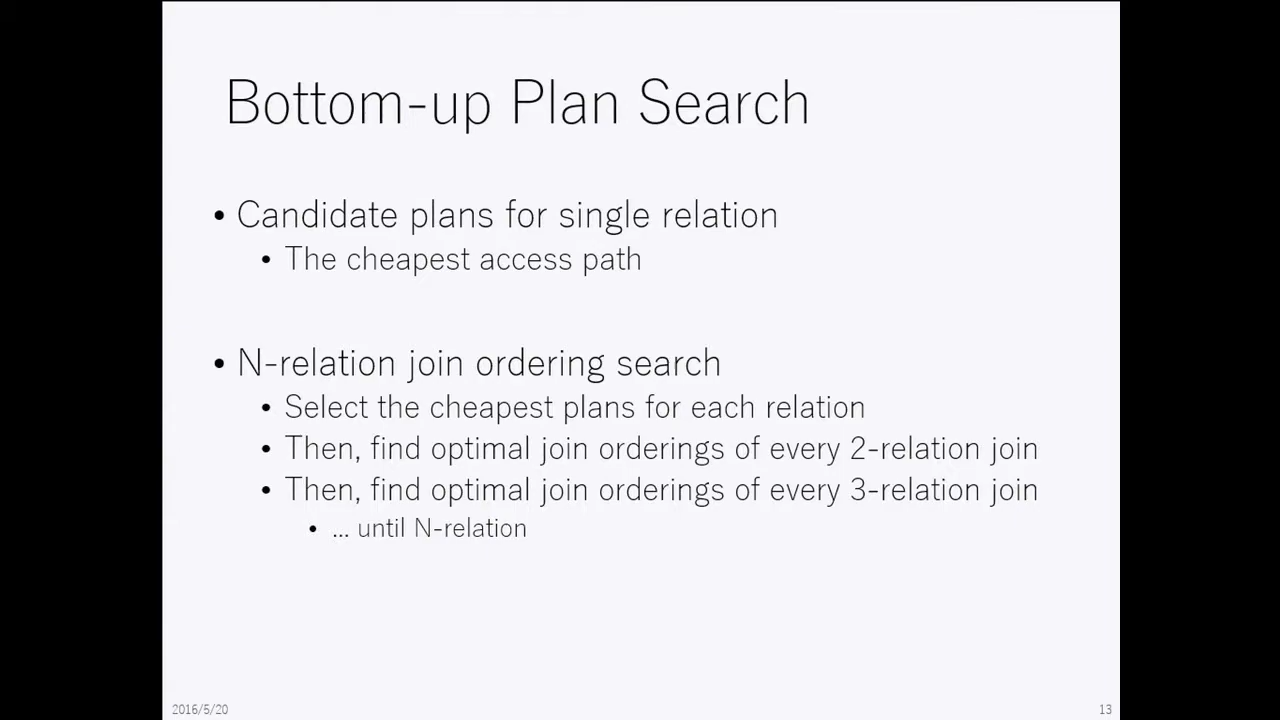 Bottom-up Plan Search
• Candidate plans for single relation
• The cheapest access path
• N-relation join ordering search
• Select the cheapest plans for each relation
• Then, find optimal join orderings of every 2-relation join
• Then, find optimal join orderings of every 3-relation join
• ... until N-relation
2016/5/20
13